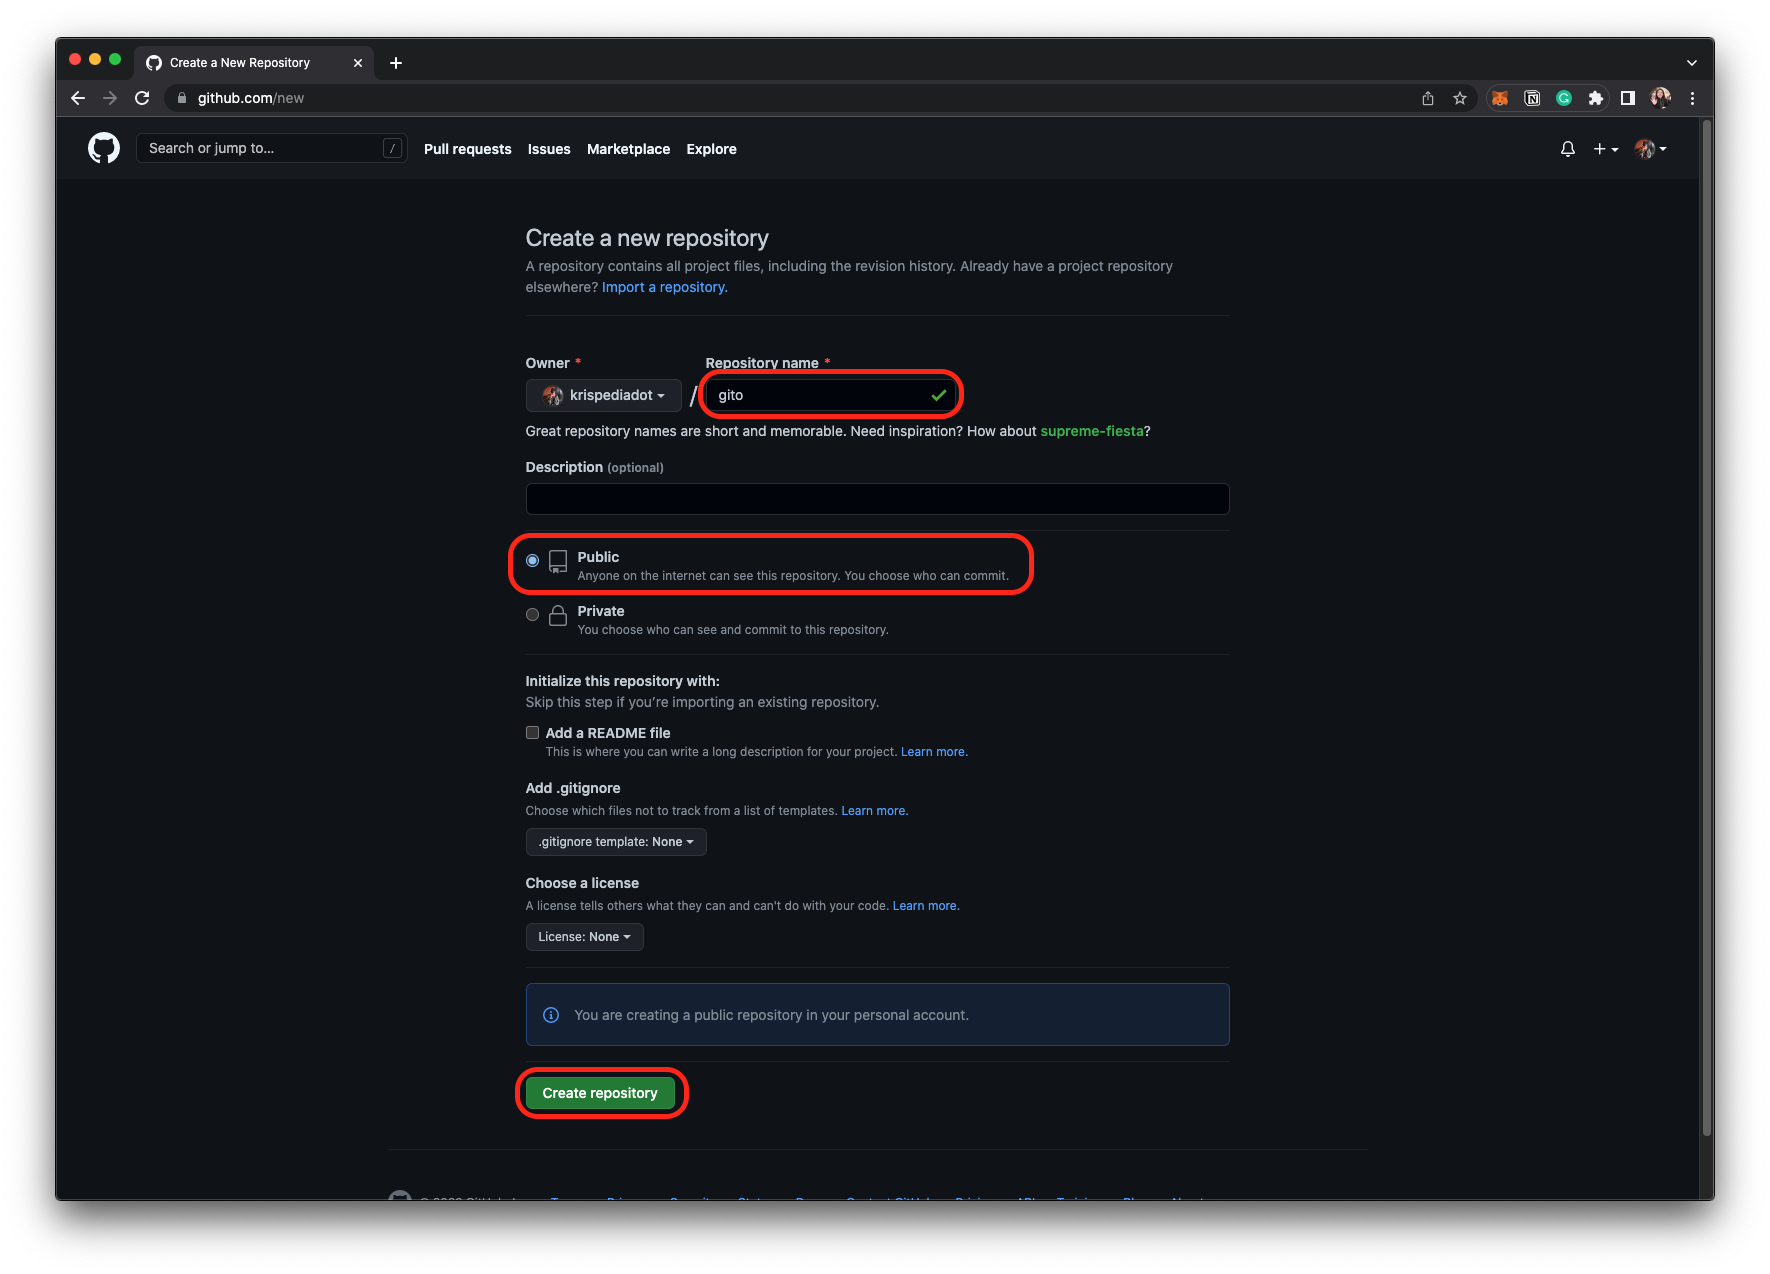 Create a New Repository
github.com/new
Search or jump to... /
Pull requests Issues Marketplace Explore
Create a new repository
A repository contains all project files, including the revision history. Already have a project repository
elsewhere? Import a repository.
Owner * Repository name *
krispediadot / gito
Great repository names are short and memorable. Need inspiration? How about supreme-fiesta?
Description (optional)
Public
Anyone on the internet can see this repository. You choose who can commit.
Private
You choose who can see and commit to this repository.
Initialize this repository with:
Skip this step if you’re importing an existing repository.
Add a README file
This is where you can write a long description for your project. Learn more.
Add .gitignore
Choose which files not to track from a list of templates. Learn more.
.gitignore template: None
Choose a license
A license tells others what they can and can't do with your code. Learn more.
License: None
You are creating a public repository in your personal account.
Create repository